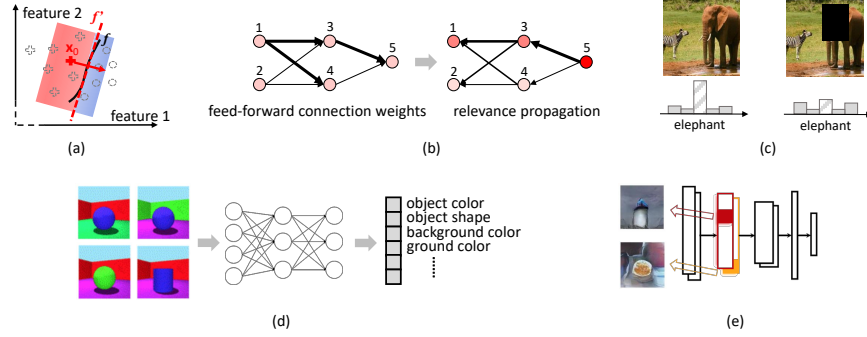 feature 2
f'
f
x0
feature 1
(a)
1
3
5
2
4
feed-forward connection weights
1
3
5
2
4
relevance propagation
(b)
elephant
elephant
(c)
object color
object shape
background color
ground color
(d)
(e)